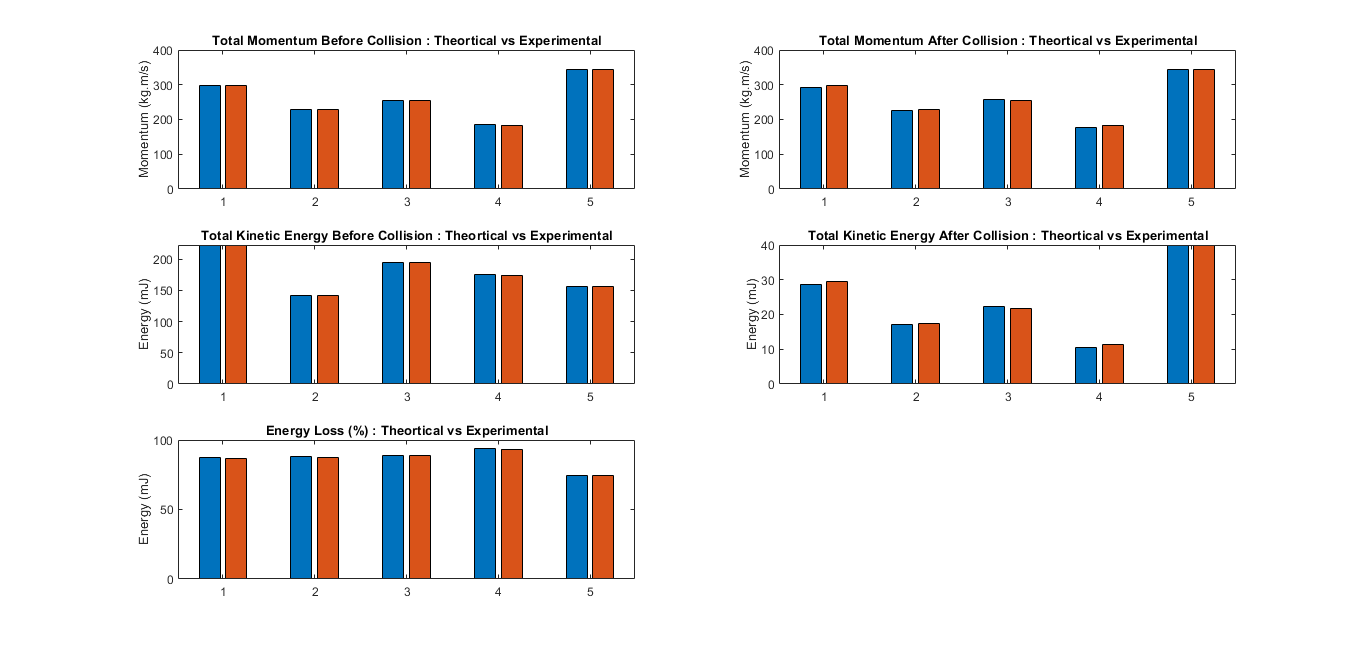 Total Momentum Before Collision : Theortical vs Experimental
400
300
200
100
0
Momentum (kg.m/s)
1 2 3 4 5
Total Momentum After Collision : Theortical vs Experimental
400
300
200
100
0
Momentum (kg.m/s)
1 2 3 4 5
Total Kinetic Energy Before Collision : Theortical vs Experimental
200
150
100
50
0
Energy (mJ)
1 2 3 4 5
Total Kinetic Energy After Collision : Theortical vs Experimental
40
30
20
10
0
Energy (mJ)
1 2 3 4 5
Energy Loss (%) : Theortical vs Experimental
100
50
0
Energy (mJ)
1 2 3 4 5